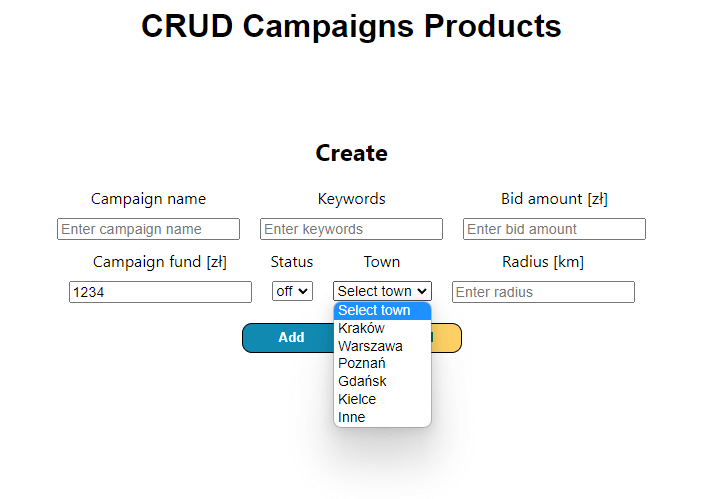 CRUD Campaigns Products
Create
Campaign name Keywords Bid amount [zł]
Enter campaign name Enter keywords Enter bid amount
Campaign fund [zł] Status Town Radius [km]
1234 off Select town Enter radius
Select town
Kraków
Add
Warszawa
Poznań
Gdańsk
Kielce
Inne